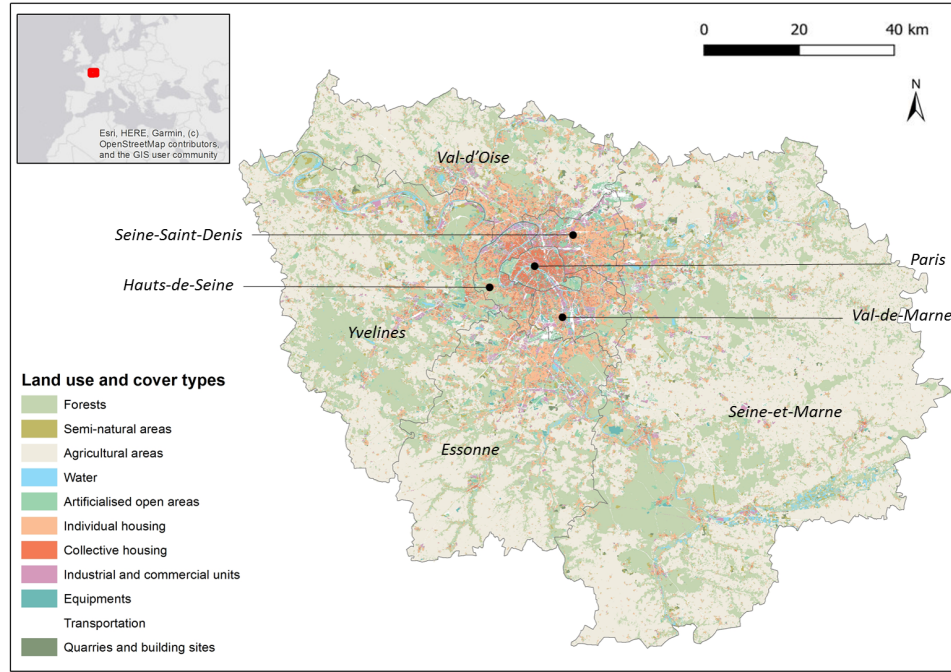 0 20 40 km
N
Esri, HERE, Garmin, (c)
OpenStreetMap contributors,
and the GIS user community
Val-d'Oise
Seine-Saint-Denis
Paris
Hauts-de-Seine
Val-de-Marne
Yvelines
Seine-et-Marne
Essonne
Land use and cover types
Forests
Semi-natural areas
Agricultural areas
Water
Artificialised open areas
Individual housing
Collective housing
Industrial and commercial units
Equipments
Transportation
Quarries and building sites